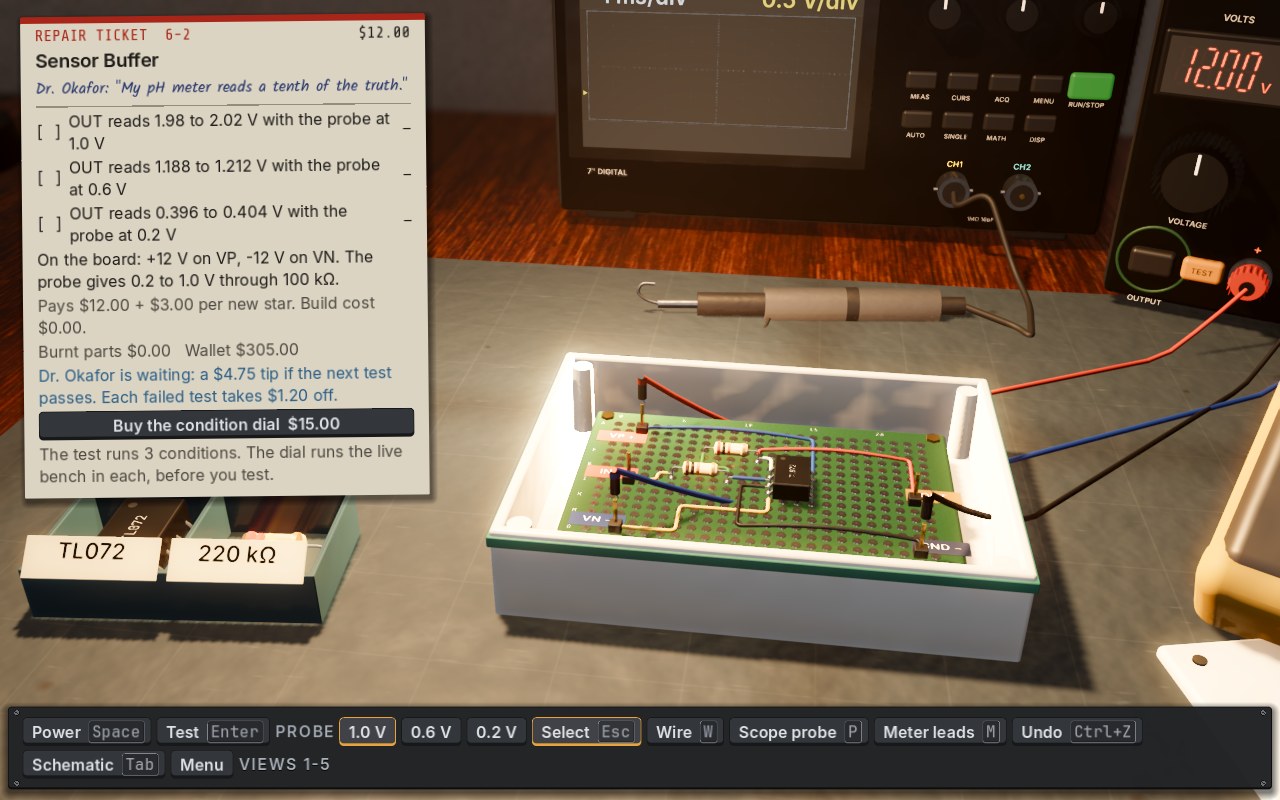 REPAIR TICKET 6-2 $12.00
Sensor Buffer
Dr. Okafor: "My pH meter reads a tenth of the truth."
[ ] OUT reads 1.98 to 2.02 V with the probe at 1.0 V –
[ ] OUT reads 1.188 to 1.212 V with the probe at 0.6 V –
[ ] OUT reads 0.396 to 0.404 V with the probe at 0.2 V –
On the board: +12 V on VP, -12 V on VN. The
probe gives 0.2 to 1.0 V through 100 kΩ.
Pays $12.00 + $3.00 per new star. Build cost
$0.00.
Burnt parts $0.00 Wallet $305.00
Dr. Okafor is waiting: a $4.75 tip if the next test
passes. Each failed test takes $1.20 off.
Buy the condition dial $15.00
The test runs 3 conditions. The dial runs the live
bench in each, before you test.
0.5 V/div
MEAS CURS ACQ MENU RUN/STOP
AUTO SINGLE MATH DISP
7" DIGITAL
CH1 CH2
VOLTS
12.00 V
VOLTAGE
+
TEST
OUTPUT
VN
TL072
TL072 220 kΩ
Power Space Test Enter PROBE 1.0 V 0.6 V 0.2 V Select Esc Wire W Scope probe P Meter leads M Undo Ctrl+Z
Schematic Tab Menu VIEWS 1-5